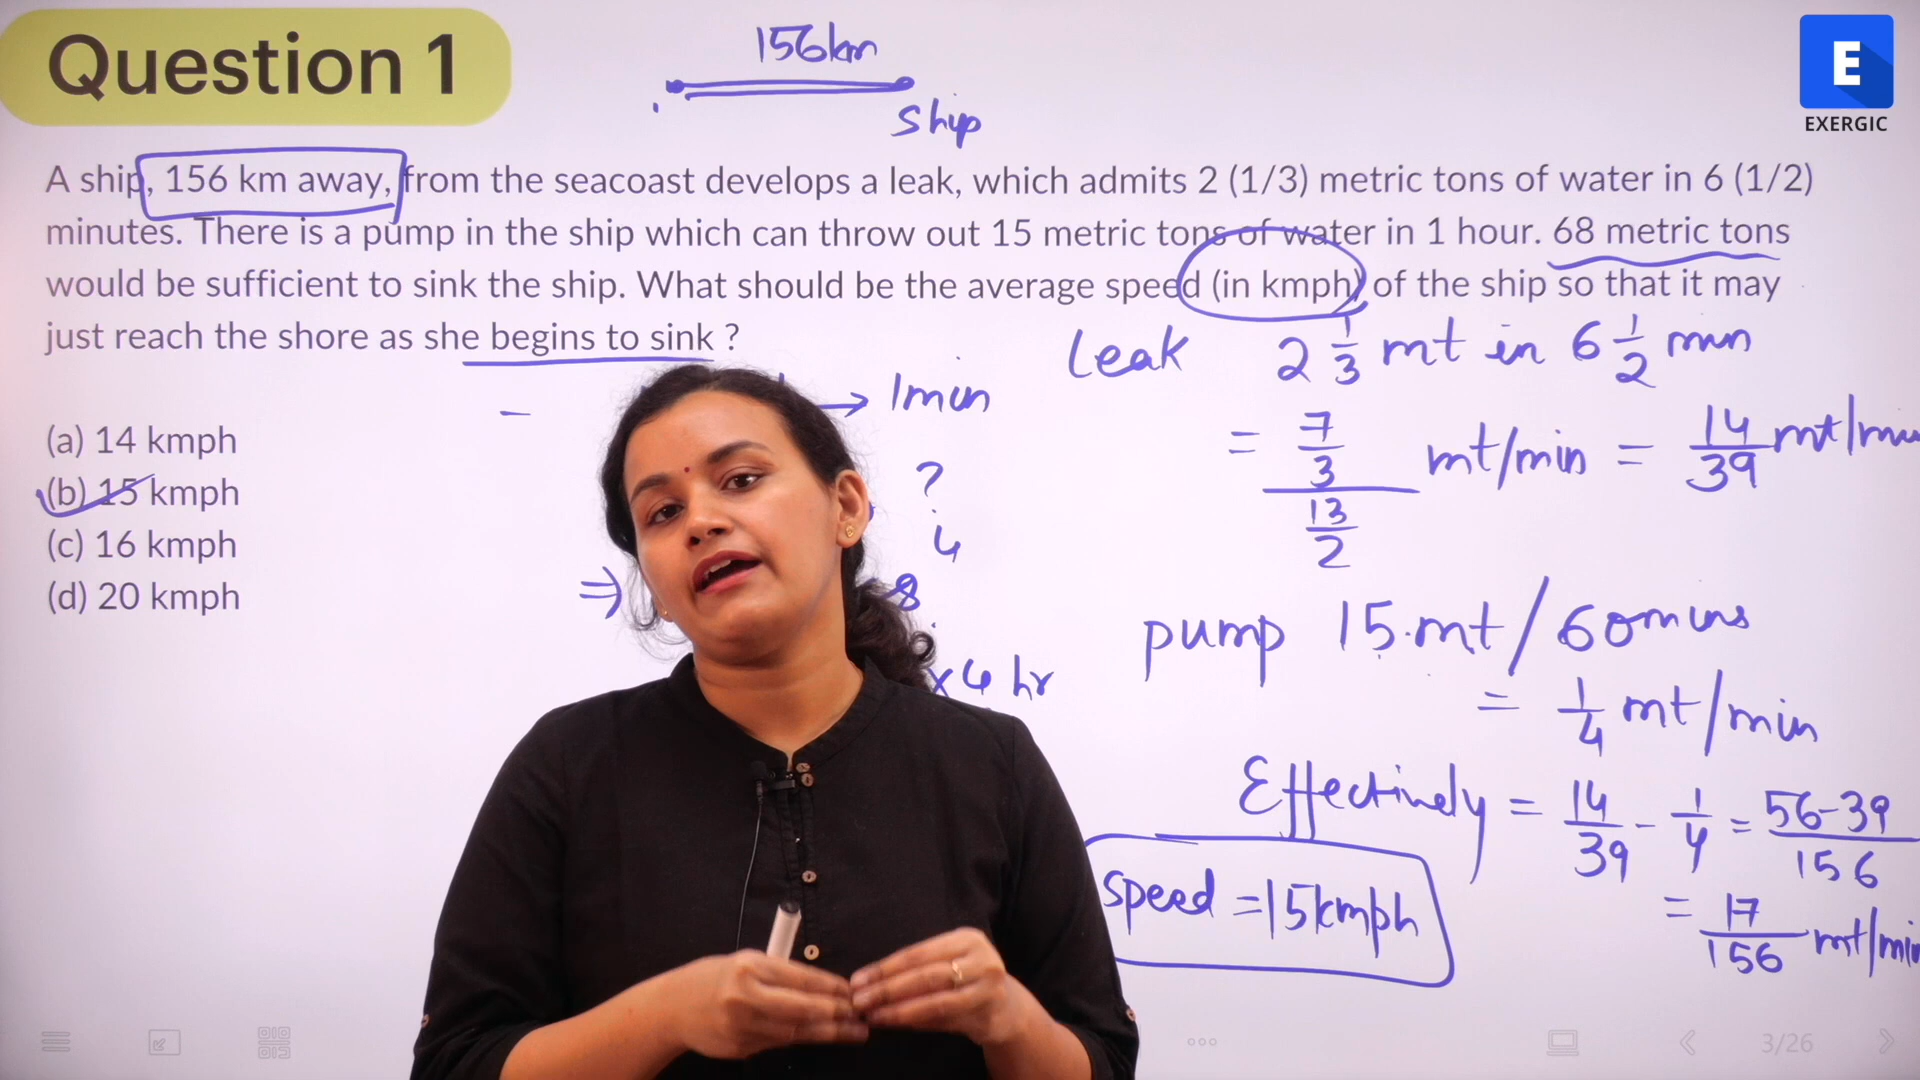 Question 1
156km
Ship
E
EXERGIC
A ship, 156 km away, from the seacoast develops a leak, which admits 2 (1/3) metric tons of water in 6 (1/2)
minutes. There is a pump in the ship which can throw out 15 metric tons of water in 1 hour. 68 metric tons
would be sufficient to sink the ship. What should be the average speed (in kmph) of the ship so that it may
just reach the shore as she begins to sink ?
(a) 14 kmph
(b) 15 kmph
(c) 16 kmph
(d) 20 kmph
→ 1min
?
4
⇒
8
x 4 hr
Leak 2 1/3 mt in 6 1/2 min
= 7/3 / 13/2 mt/min = 14/39 mt/min
pump 15 mt/60mins
= 1/4 mt/min
Effectively = 14/39 - 1/4 = 56-39/156
= 17/156 mt/min
Speed = 15kmph
3/26